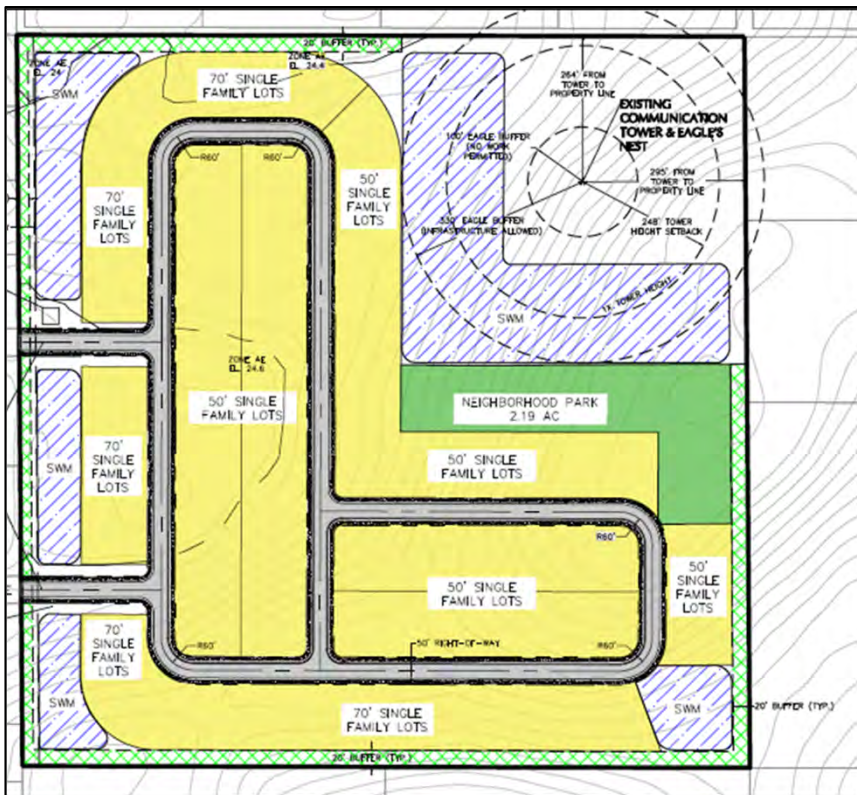 20' BUFFER (TYP.)
ZONE AE
EL. 24
ZONE AE
EL. 24.4
SWM
70' SINGLE
FAMILY LOTS
264' FROM
TOWER TO
PROPERTY LINE
EXISTING
COMMUNICATION
TOWER & EAGLE'S
NEST
100' EAGLE BUFFER
(NO WORK
PERMITTED)
R60'
R60'
295' FROM
TOWER TO
PROPERTY LINE
50'
SINGLE
FAMILY
LOTS
70'
SINGLE
FAMILY
LOTS
330' EAGLE BUFFER
(INFRASTRUCTURE ALLOWED)
248' TOWER
HEIGHT SETBACK
1X TOWER HEIGHT
SWM
ZONE AE
EL. 24.6
50' SINGLE
FAMILY LOTS
NEIGHBORHOOD PARK
2.19 AC
70'
SINGLE
FAMILY
LOTS
SWM
50' SINGLE
FAMILY LOTS
R60'
50' SINGLE
FAMILY LOTS
50'
SINGLE
FAMILY
LOTS
70'
SINGLE
FAMILY
LOTS
R60'
50' RIGHT-OF-WAY
R60'
SWM
SWM
20' BUFFER (TYP.)
70' SINGLE
FAMILY LOTS
20' BUFFER (TYP.)